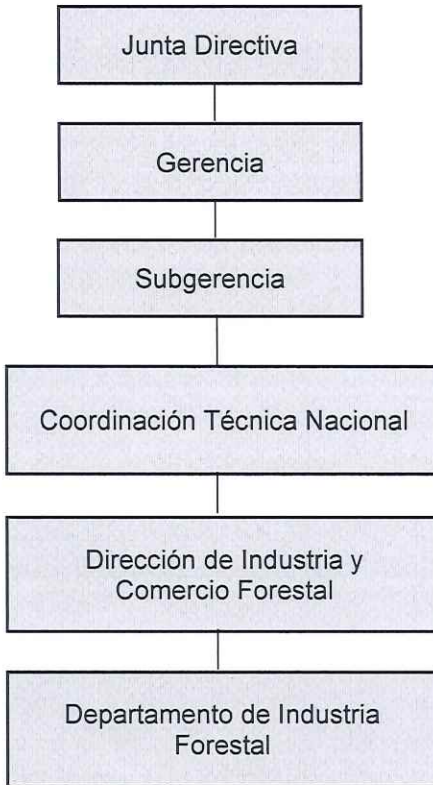 Junta Directiva
Gerencia
Subgerencia
Coordinación Técnica Nacional
Dirección de Industria y
Comercio Forestal
Departamento de Industria
Forestal